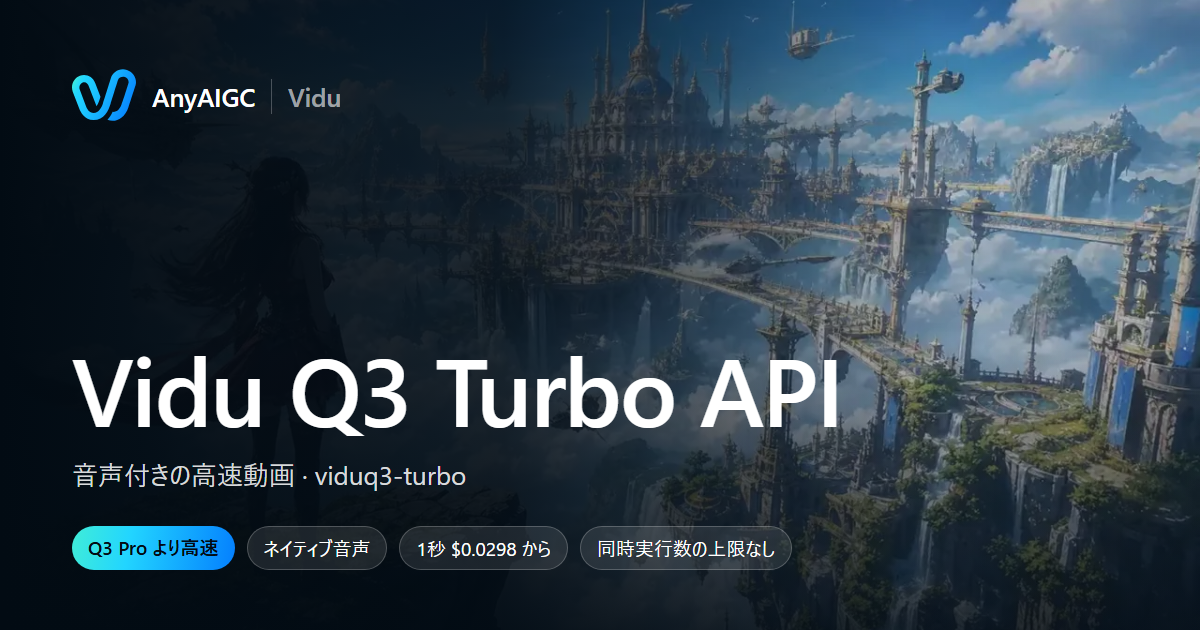 AnyAIGC | Vidu
Vidu Q3 Turbo API
音声付きの高速動画 · viduq3-turbo
Q3 Pro より高速 ネイティブ音声 1秒 $0.0298 から 同時実行数の上限なし